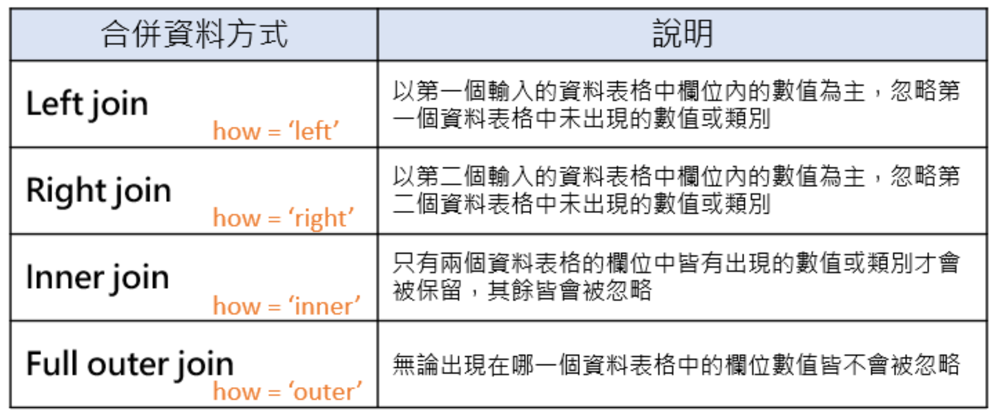 合併資料方式
說明
Left join
how = ‘left’
以第一個輸入的資料表格中欄位內的數值為主，忽略第
一個資料表格中未出現的數值或類別
Right join
how = ‘right’
以第二個輸入的資料表格中欄位內的數值為主，忽略第
二個資料表格中未出現的數值或類別
Inner join
how = ‘inner’
只有兩個資料表格的欄位中皆有出現的數值或類別才會
被保留，其餘皆會被忽略
Full outer join
how = ‘outer’
無論出現在哪一個資料表格中的欄位數值皆不會被忽略